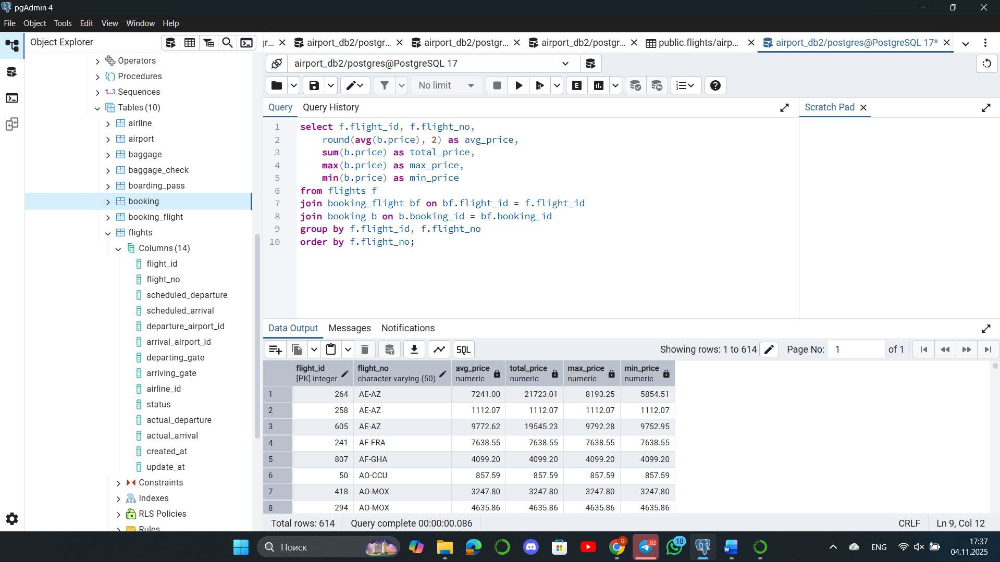 pgAdmin 4
File Object Tools Edit View Window Help
Object Explorer
gr... airport_db2/postgr... airport_db2/postgr... airport_db2/postgr... public.flights/airp... airport_db2/postgres@PostgreSQL 17*
airport_db2/postgres@PostgreSQL 17
No limit
E
Operators
Procedures
1..3 Sequences
Tables (10)
airline
airport
baggage
baggage_check
boarding_pass
booking
booking_flight
flights
Columns (14)
flight_id
flight_no
scheduled_departure
scheduled_arrival
departure_airport_id
arrival_airport_id
departing_gate
arriving_gate
airline_id
status
actual_departure
actual_arrival
created_at
update_at
Constraints
Indexes
RLS Policies
Rules
Query Query History
Scratch Pad
1 select f.flight_id, f.flight_no,
2 round(avg(b.price), 2) as avg_price,
3 sum(b.price) as total_price,
4 max(b.price) as max_price,
5 min(b.price) as min_price
6 from flights f
7 join booking_flight bf on bf.flight_id = f.flight_id
8 join booking b on b.booking_id = bf.booking_id
9 group by f.flight_id, f.flight_no
10 order by f.flight_no;
Data Output Messages Notifications
SQL
Showing rows: 1 to 614 Page No: 1 of 1
flight_id flight_no avg_price total_price max_price min_price
[PK] integer character varying (50) numeric numeric numeric numeric
1 264 AE-AZ 7241.00 21723.01 8193.25 5854.51
2 258 AE-AZ 1112.07 1112.07 1112.07 1112.07
3 605 AE-AZ 9772.62 19545.23 9792.28 9752.95
4 241 AF-FRA 7638.55 7638.55 7638.55 7638.55
5 807 AF-GHA 4099.20 4099.20 4099.20 4099.20
6 50 AO-CCU 857.59 857.59 857.59 857.59
7 418 AO-MOX 3247.80 3247.80 3247.80 3247.80
8 294 AO-MOX 4635.86 4635.86 4635.86 4635.86
Total rows: 614 Query complete 00:00:00.086
CRLF Ln 9, Col 12
Поиск
G
.82
18
W
ENG
17:37
04.11.2025